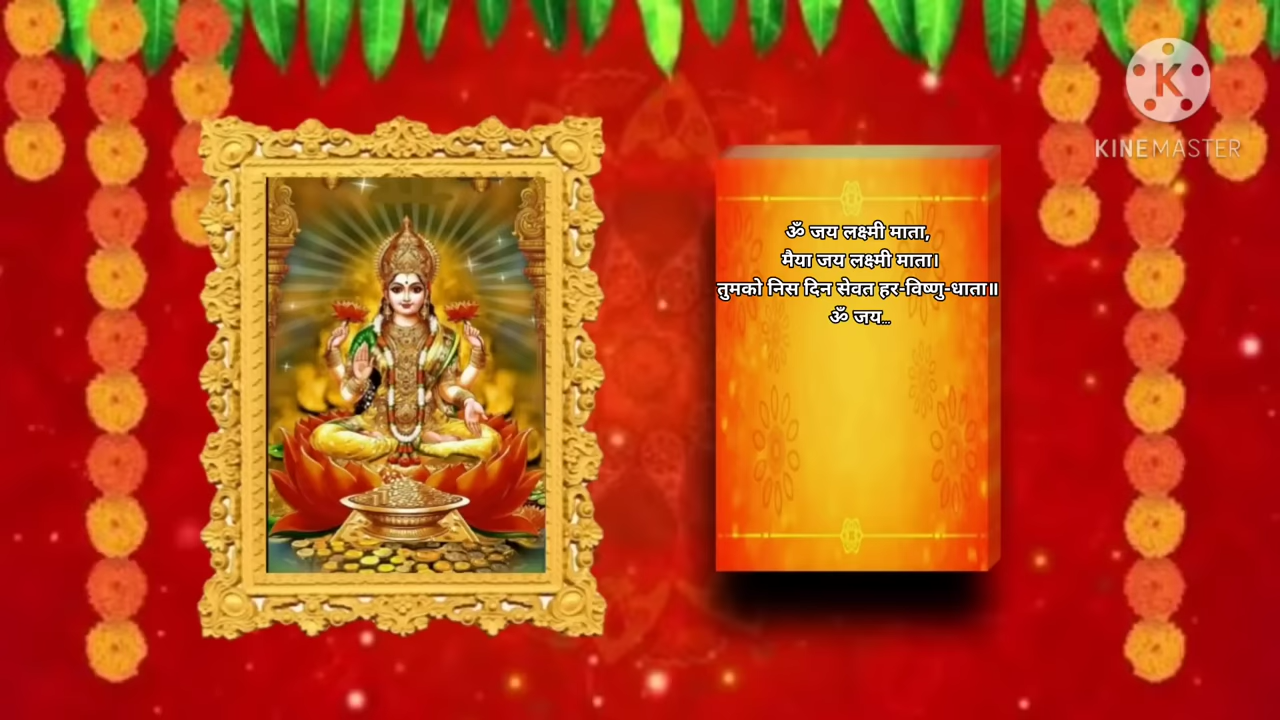 ॐ जय लक्ष्मी माता,
मैया जय लक्ष्मी माता।
तुमको निस दिन सेवत हर-विष्णु-धाता॥
ॐ जय...
K
KINEMASTER